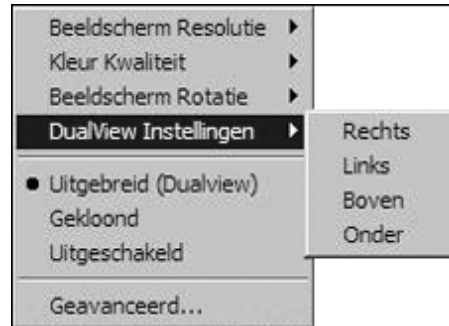 Beeldscherm Resolutie
Kleur Kwaliteit
Beeldscherm Rotatie
DualView Instellingen
Rechts
Links
Boven
Onder
Uitgebreid (Dualview)
Gekloond
Uitgeschakeld
Geavanceerd...